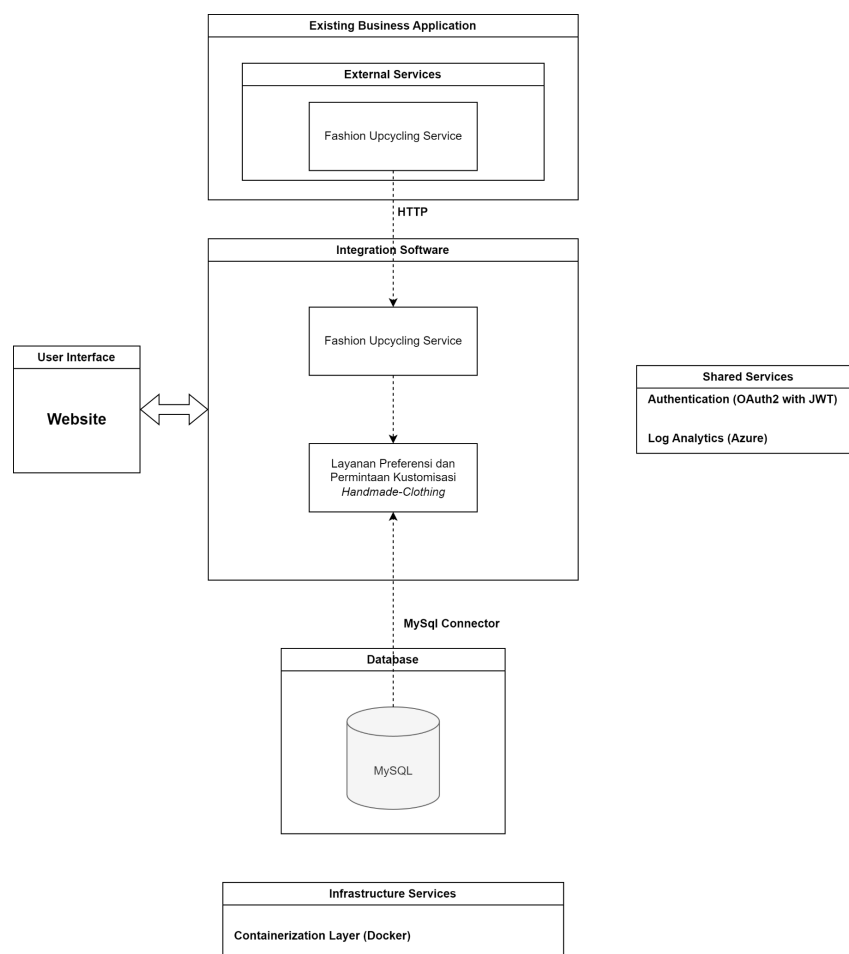 Existing Business Application
External Services
Fashion Upcycling Service
HTTP
Integration Software
Fashion Upcycling Service
Layanan Preferensi dan
Permintaan Kustomisasi
Handmade-Clothing
User Interface
Website
Shared Services
Authentication (OAuth2 with JWT)
Log Analytics (Azure)
MySql Connector
Database
MySQL
Infrastructure Services
Containerization Layer (Docker)